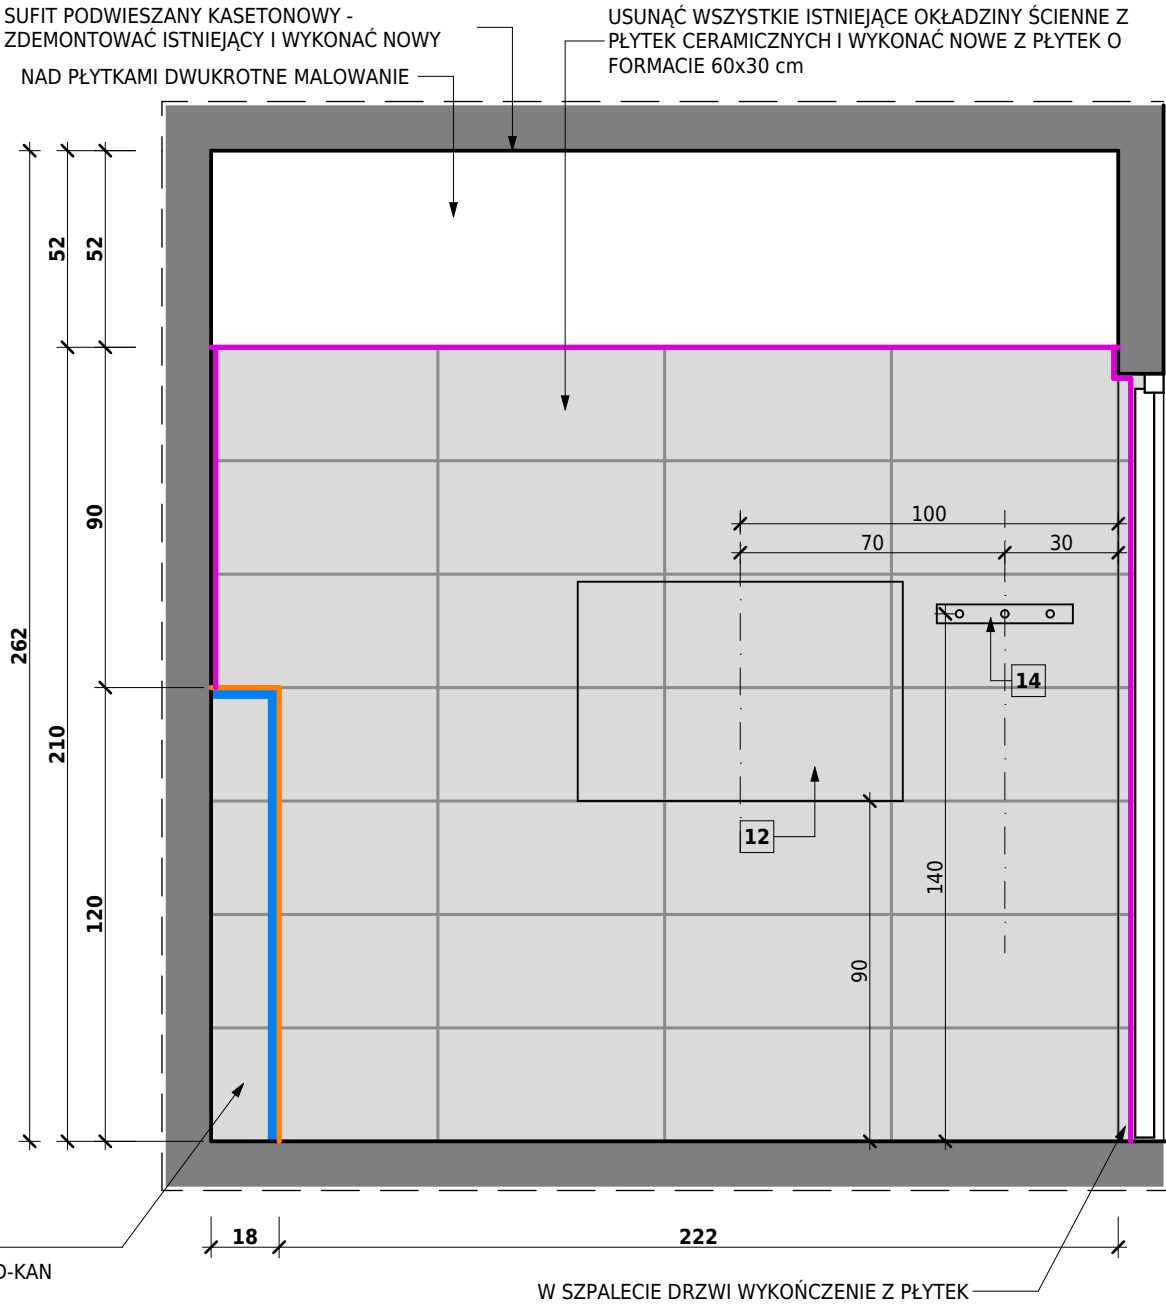 SUFIT PODWIESZANY KASETONOWY -
ZDEMONTOWAĆ ISTNIEJĄCY I WYKONAĆ NOWY
NAD PŁYTKAMI DWUKROTNE MALOWANIE
USUNĄĆ WSZYSTKIE ISTNIEJĄCE OKŁADZINY ŚCIENNE Z
PŁYTEK CERAMICZNYCH I WYKONAĆ NOWE Z PŁYTEK O
FORMACIE 60x30 cm
52
52
90
262
210
120
100
70
30
14
12
140
90
18
222
-KAN
W SZPALECIE DRZWI WYKOŃCZENIE Z PŁYTEK